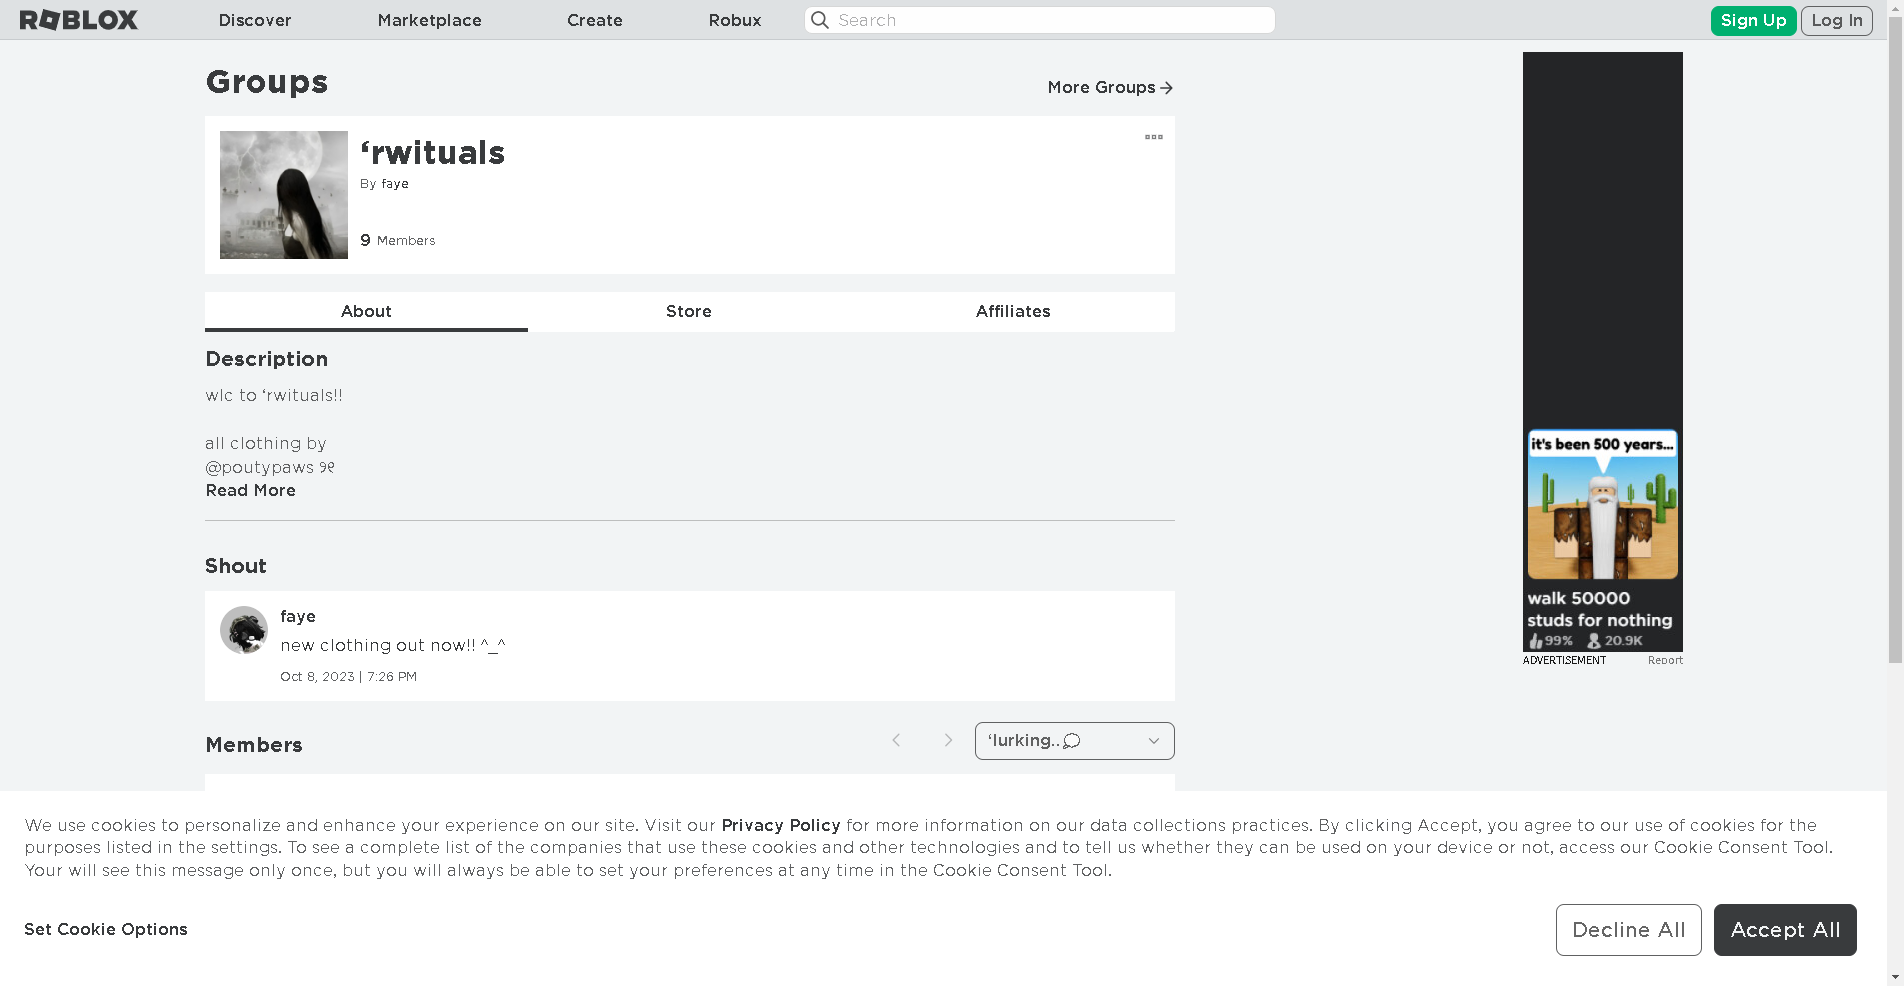 ROBLOX
Discover
Marketplace
Create
Robux
Search
Sign Up
Log In
Groups
More Groups
‘rwituals
By faye
9 Members
About
Store
Affiliates
Description
wlc to ‘rwituals!!
all clothing by
@poutypaws ୨୧
Read More
Shout
faye
new clothing out now!! ^_^
Oct 8, 2023 | 7:26 PM
Members
‘lurking..
it's been 500 years...
walk 50000
studs for nothing
99% 20.9K
ADVERTISEMENT
Report
We use cookies to personalize and enhance your experience on our site. Visit our Privacy Policy for more information on our data collections practices. By clicking Accept, you agree to our use of cookies for the
purposes listed in the settings. To see a complete list of the companies that use these cookies and other technologies and to tell us whether they can be used on your device or not, access our Cookie Consent Tool.
Your will see this message only once, but you will always be able to set your preferences at any time in the Cookie Consent Tool.
Set Cookie Options
Decline All
Accept All